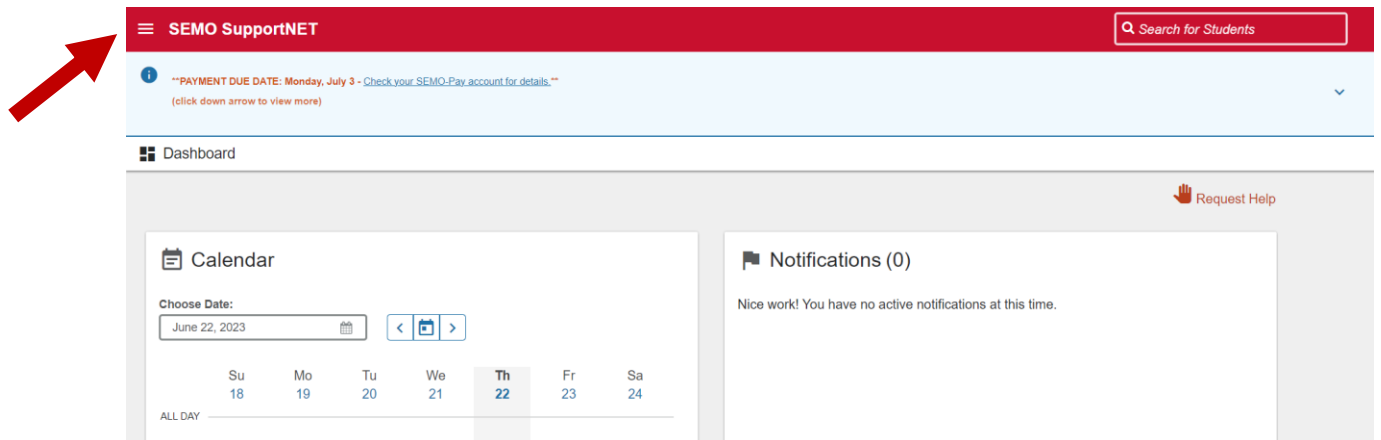 SEMO SupportNET
Search for Students
**PAYMENT DUE DATE: Monday, July 3 - Check your SEMO-Pay account for details.**
(click down arrow to view more)
Dashboard
Request Help
Calendar
Notifications (0)
Choose Date:
Nice work! You have no active notifications at this time.
June 22, 2023
Su Mo Tu We Th Fr Sa
18 19 20 21 22 23 24
ALL DAY